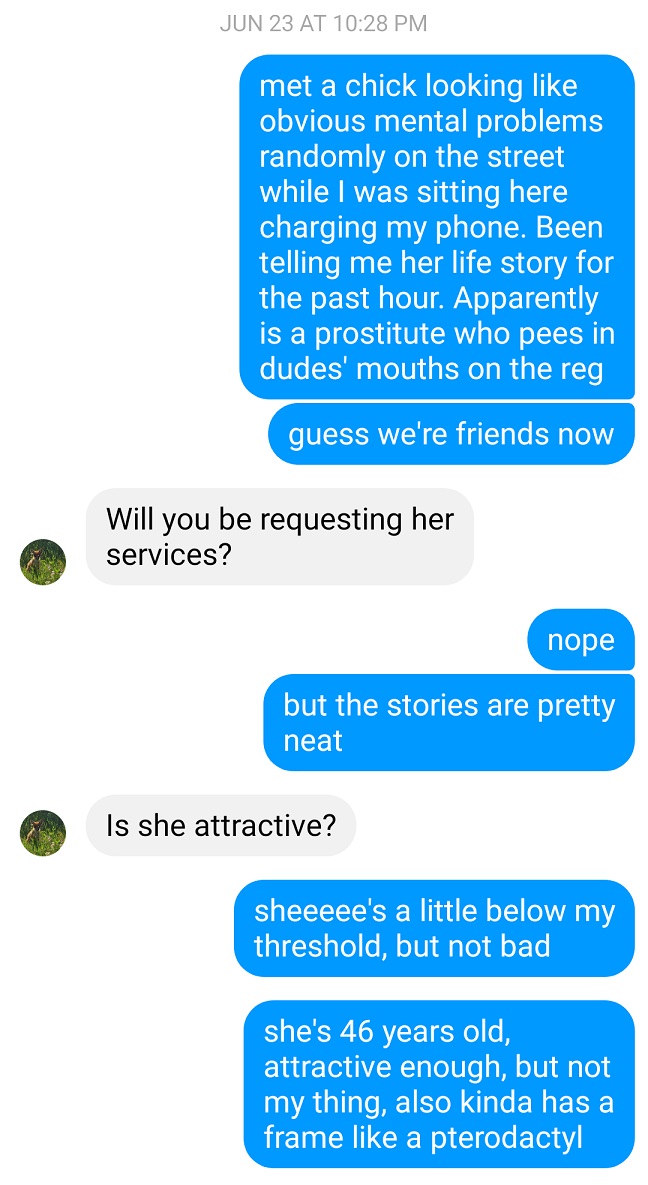 JUN 23 AT 10:28 PM
met a chick looking like
obvious mental problems
randomly on the street
while I was sitting here
charging my phone. Been
telling me her life story for
the past hour. Apparently
is a prostitute who pees in
dudes' mouths on the reg
guess we're friends now
Will you be requesting her
services?
nope
but the stories are pretty
neat
Is she attractive?
sheeeee's a little below my
threshold, but not bad
she's 46 years old,
attractive enough, but not
my thing, also kinda has a
frame like a pterodactyl